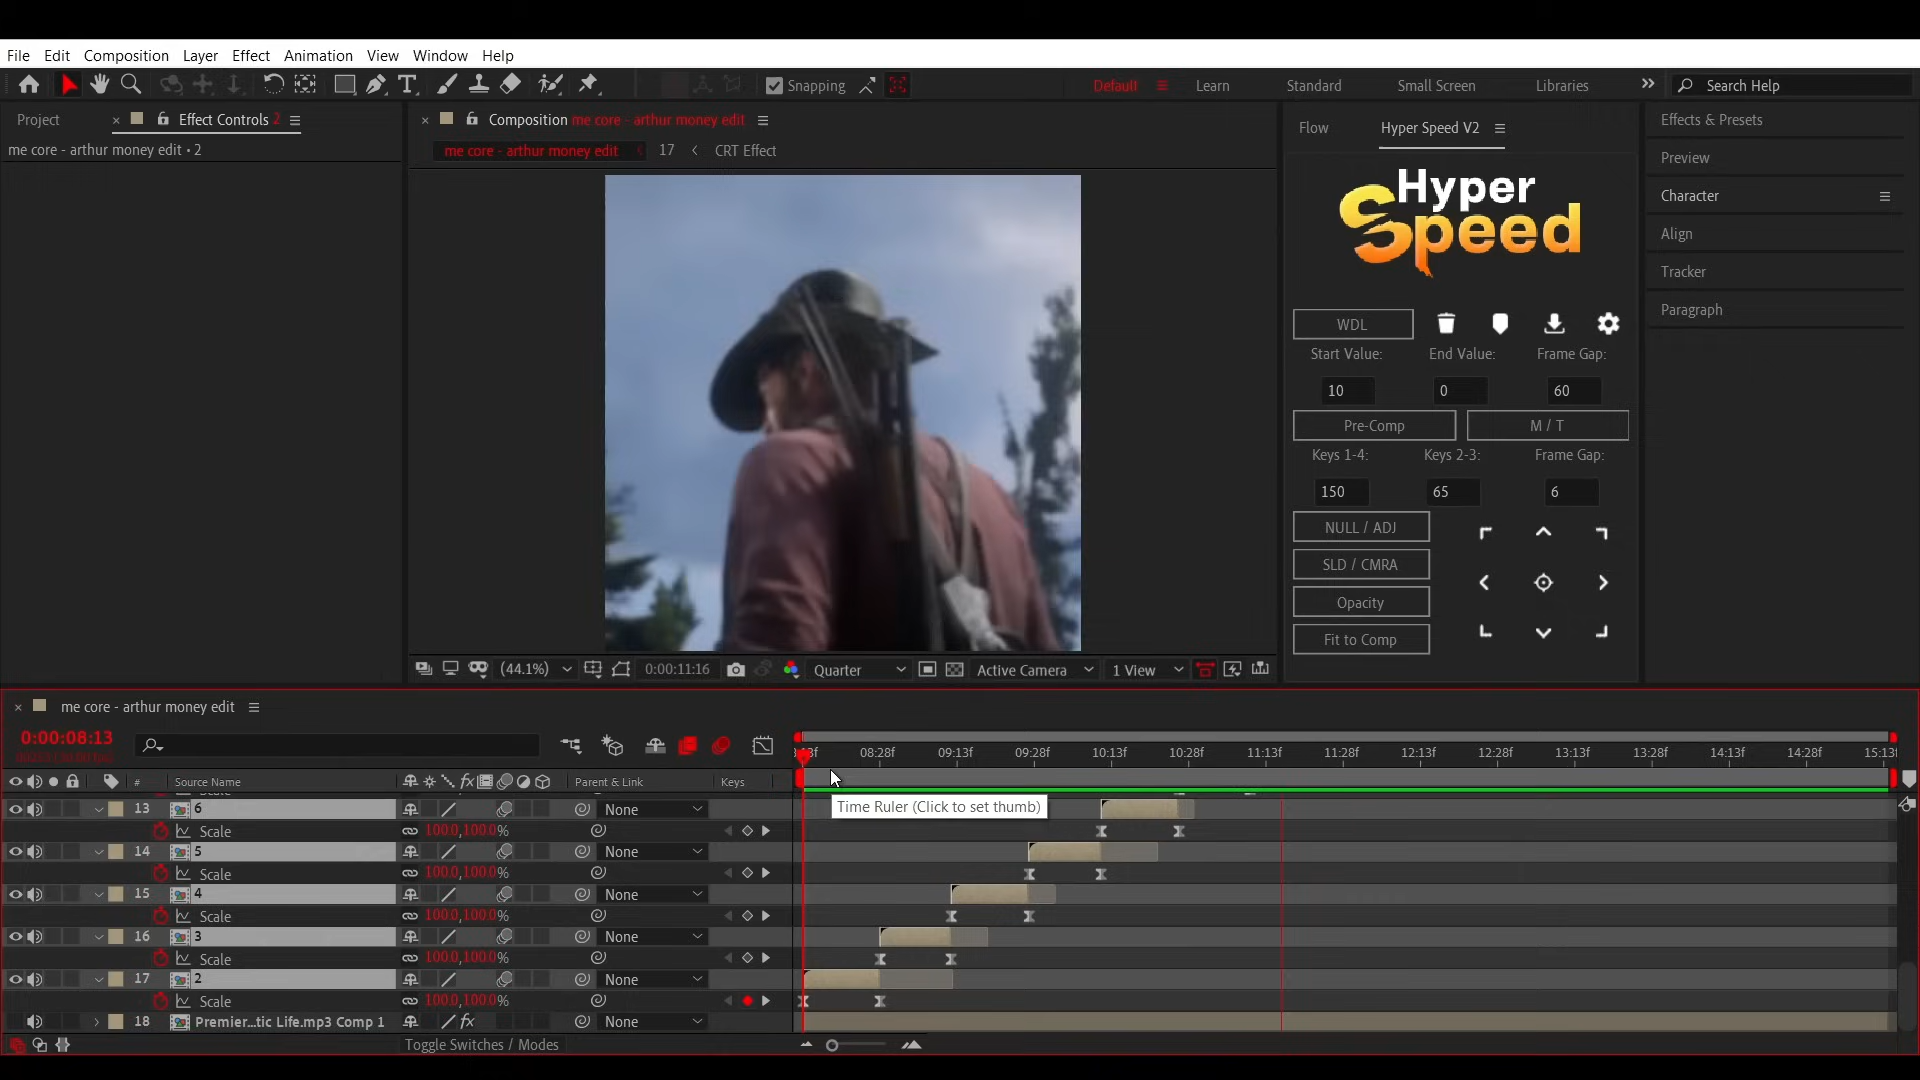 File Edit Composition Layer Effect Animation View Window Help
Snapping Default Learn Standard Small Screen Libraries Search Help
Project Effect Controls 2
Composition me core - arthur money edit
Flow Hyper Speed V2
Effects & Presets
me core - arthur money edit • 2
me core - arthur money edit 17 CRT Effect
Preview
Character
Align
Tracker
Paragraph
Hyper
Speed
WDL
Start Value: End Value: Frame Gap:
10 0 60
Pre-Comp M / T
Keys 1-4: Keys 2-3: Frame Gap:
150 65 6
NULL / ADJ
SLD / CMRA
Opacity
Fit to Comp
(44.1%) 0:00:11:16 Quarter Active Camera 1 View
me core - arthur money edit
0:00:08:13
08:28f 09:13f 09:28f 10:13f 10:28f 11:13f 11:28f 12:13f 12:28f 13:13f 13:28f 14:13f 14:28f 15:13f
# Source Name Parent & Link Keys
13 6 None
Time Ruler (Click to set thumb)
Scale 100.0,100.0%
14 5 None
Scale 100.0,100.0%
15 4 None
Scale 100.0,100.0%
16 3 None
Scale 100.0,100.0%
17 2 None
Scale 100.0,100.0%
18 Premier...tic Life.mp3 Comp 1 None
Toggle Switches / Modes